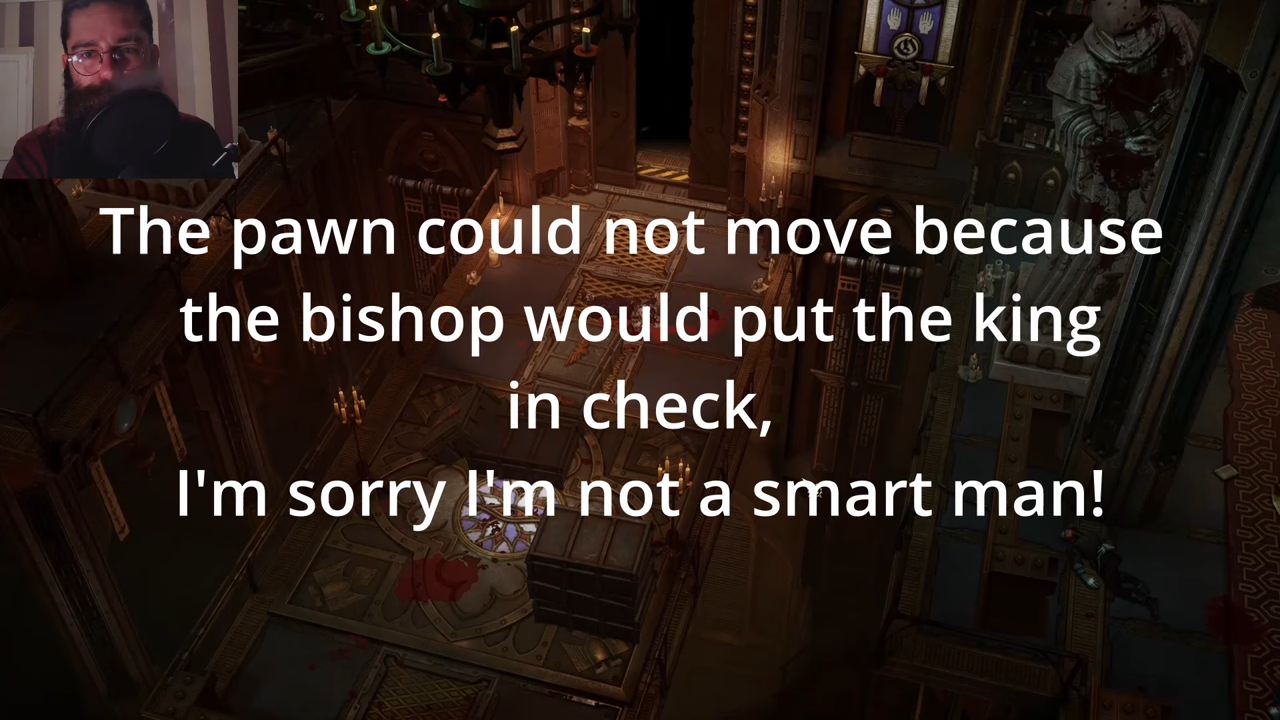 The pawn could not move because
the bishop would put the king
in check,
I'm sorry I'm not a smart man!